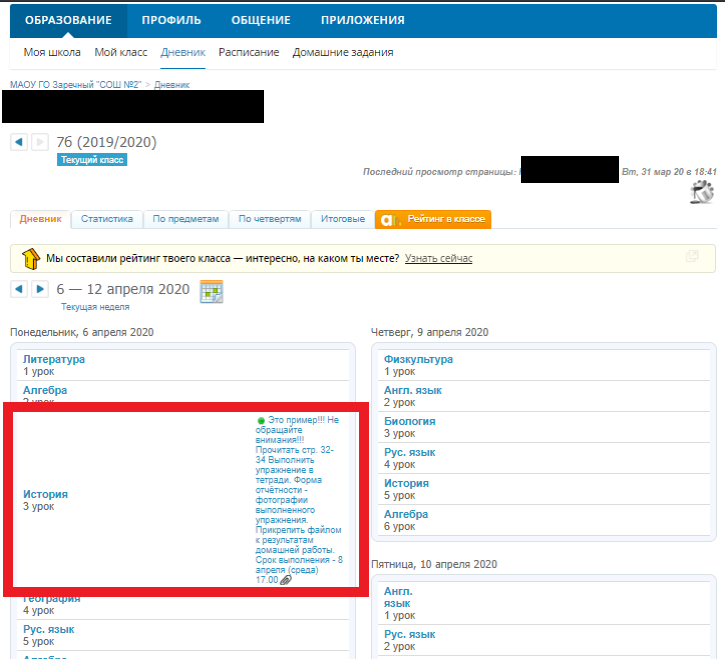 ОБРАЗОВАНИЕ ПРОФИЛЬ ОБЩЕНИЕ ПРИЛОЖЕНИЯ
Моя школа Мой класс Дневник Расписание Домашние задания
МАОУ ГО Заречный "СОШ №2" > Дневник
7б (2019/2020)
Текущий класс
Последний просмотр страницы: Вт, 31 мар 20 в 18:41
Дневник Статистика По предметам По четвертям Итоговые Рейтинг в классе
Мы составили рейтинг твоего класса — интересно, на каком ты месте? Узнать сейчас
6 — 12 апреля 2020
Текущая неделя
Понедельник, 6 апреля 2020
Литература
1 урок
Алгебра
2 урок
История
3 урок
Это пример!!! Не
обращайте
внимания!!!
Прочитать стр. 32-
34 Выполнить
упражнение в
тетради. Форма
отчётности -
фотографии
выполненного
упражнения.
Прикрепить файлом
к результатам
домашней работы.
Срок выполнения - 8
апреля (среда)
17.00
География
4 урок
Рус. язык
5 урок
Алгебра
Четверг, 9 апреля 2020
Физкультура
1 урок
Англ. язык
2 урок
Биология
3 урок
Рус. язык
4 урок
История
5 урок
Алгебра
6 урок
Пятница, 10 апреля 2020
Англ.
язык
1 урок
Рус. язык
2 урок